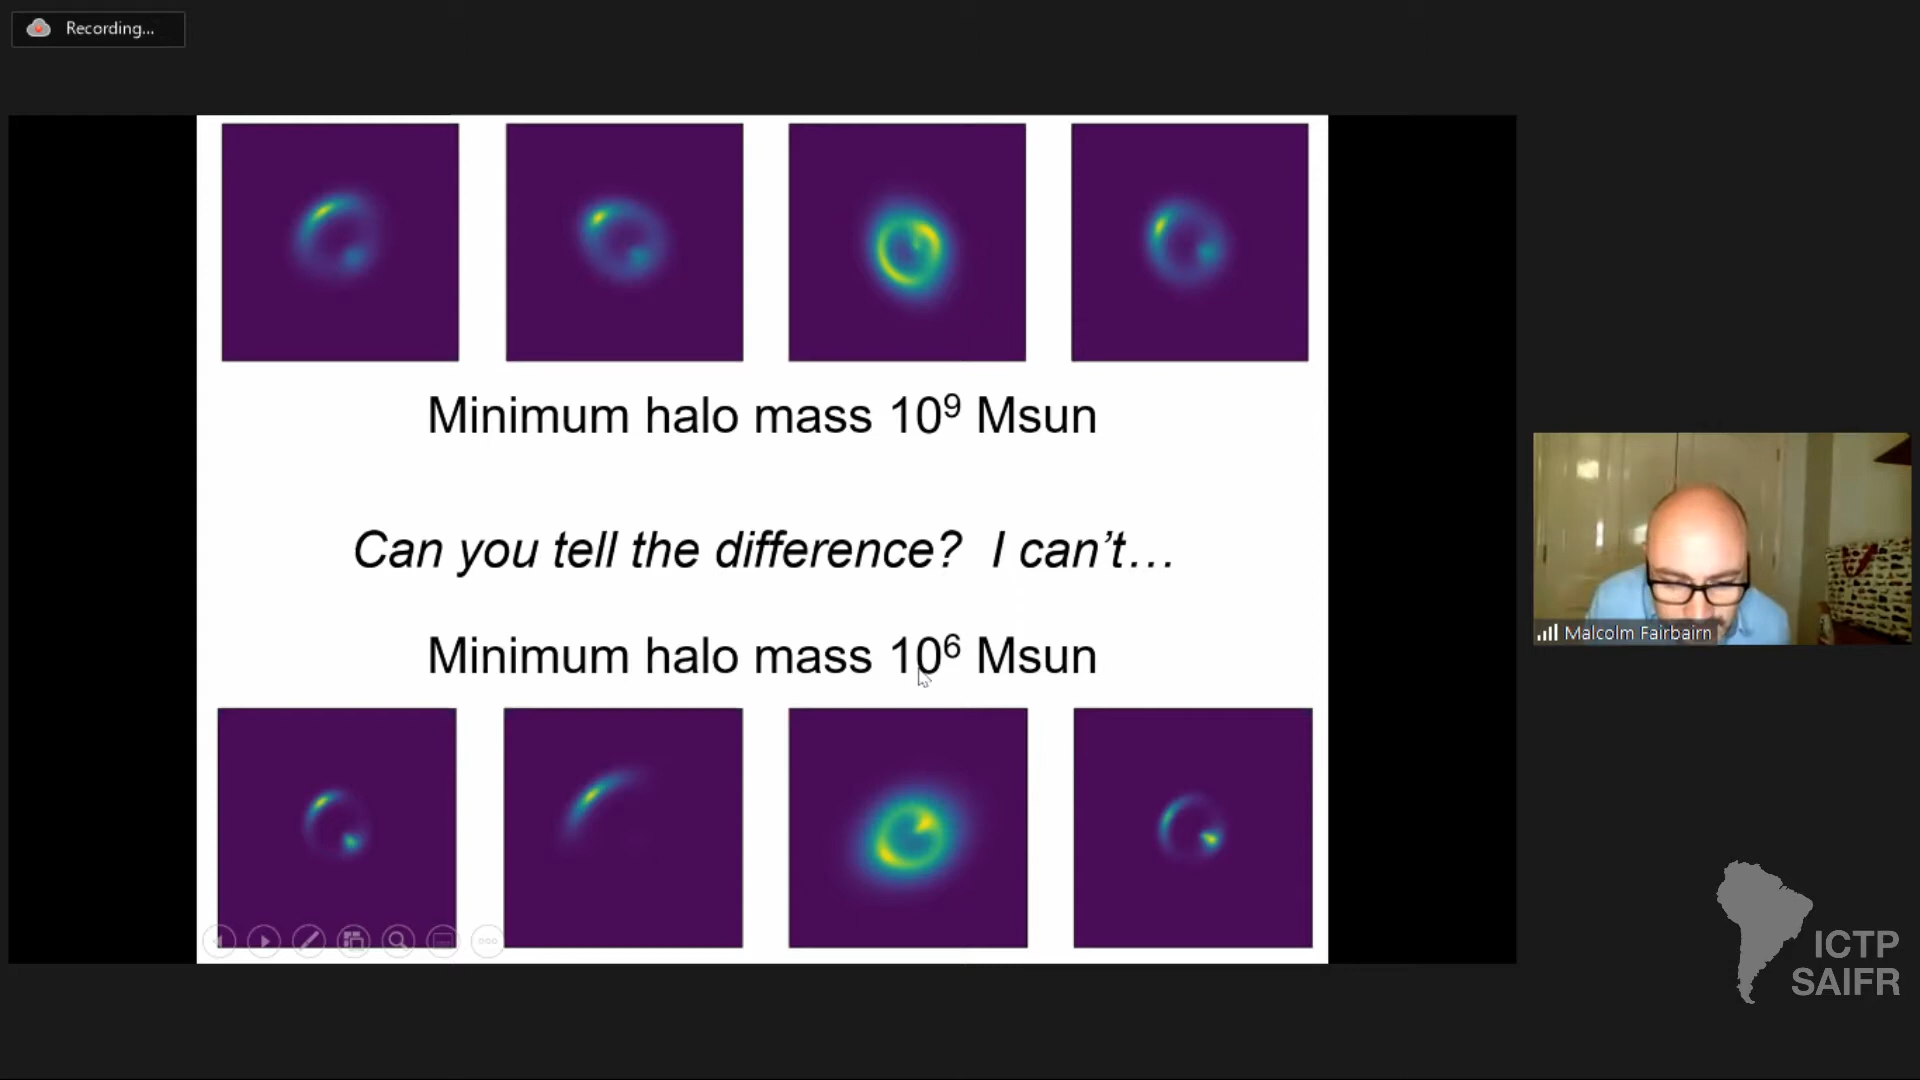 Recording...
Minimum halo mass 10⁹ Msun
Can you tell the difference? I can't...
Minimum halo mass 10⁶ Msun
Malcolm Fairbairn
ICTP
SAIFR